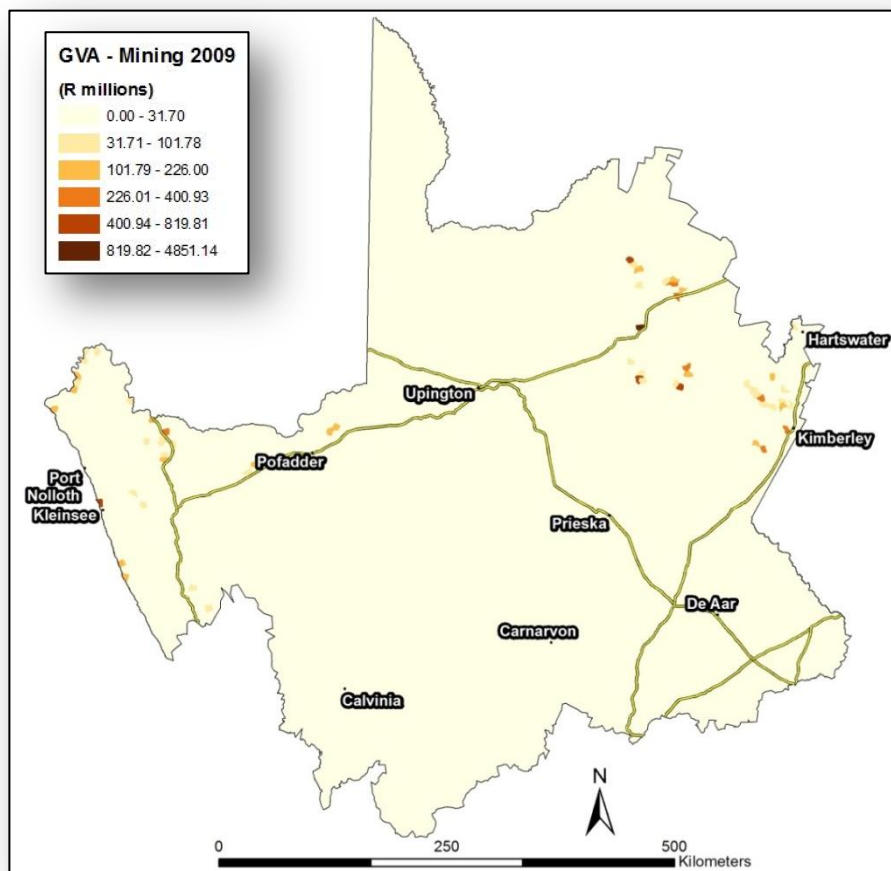 GVA - Mining 2009
(R millions)
0.00 - 31.70
31.71 - 101.78
101.79 - 226.00
226.01 - 400.93
400.94 - 819.81
819.82 - 4851.14
Hartswater
Upington
Kimberley
Pofadder
Port
Nolloth
Kleinsee
Prieska
De Aar
Carnarvon
Calvinia
N
0 250 500
Kilometers